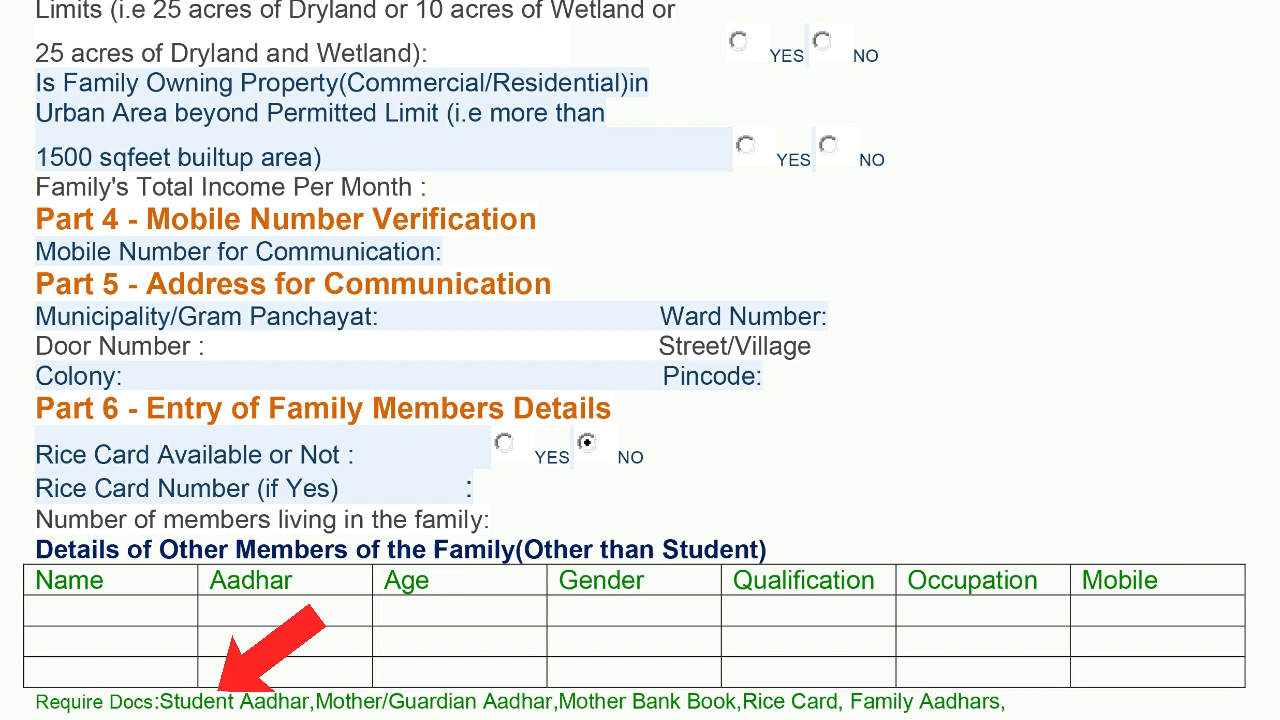 Limits (i.e 25 acres of Dryland or 10 acres of Wetland or
25 acres of Dryland and Wetland): YES NO
Is Family Owning Property(Commercial/Residential)in
Urban Area beyond Permitted Limit (i.e more than
1500 sqfeet builtup area) YES NO
Family's Total Income Per Month :
Part 4 - Mobile Number Verification
Mobile Number for Communication:
Part 5 - Address for Communication
Municipality/Gram Panchayat: Ward Number:
Door Number : Street/Village
Colony: Pincode:
Part 6 - Entry of Family Members Details
Rice Card Available or Not : YES NO
Rice Card Number (if Yes) :
Number of members living in the family:
Details of Other Members of the Family(Other than Student)
Name Aadhar Age Gender Qualification Occupation Mobile
Require Docs:Student Aadhar,Mother/Guardian Aadhar,Mother Bank Book,Rice Card, Family Aadhars,